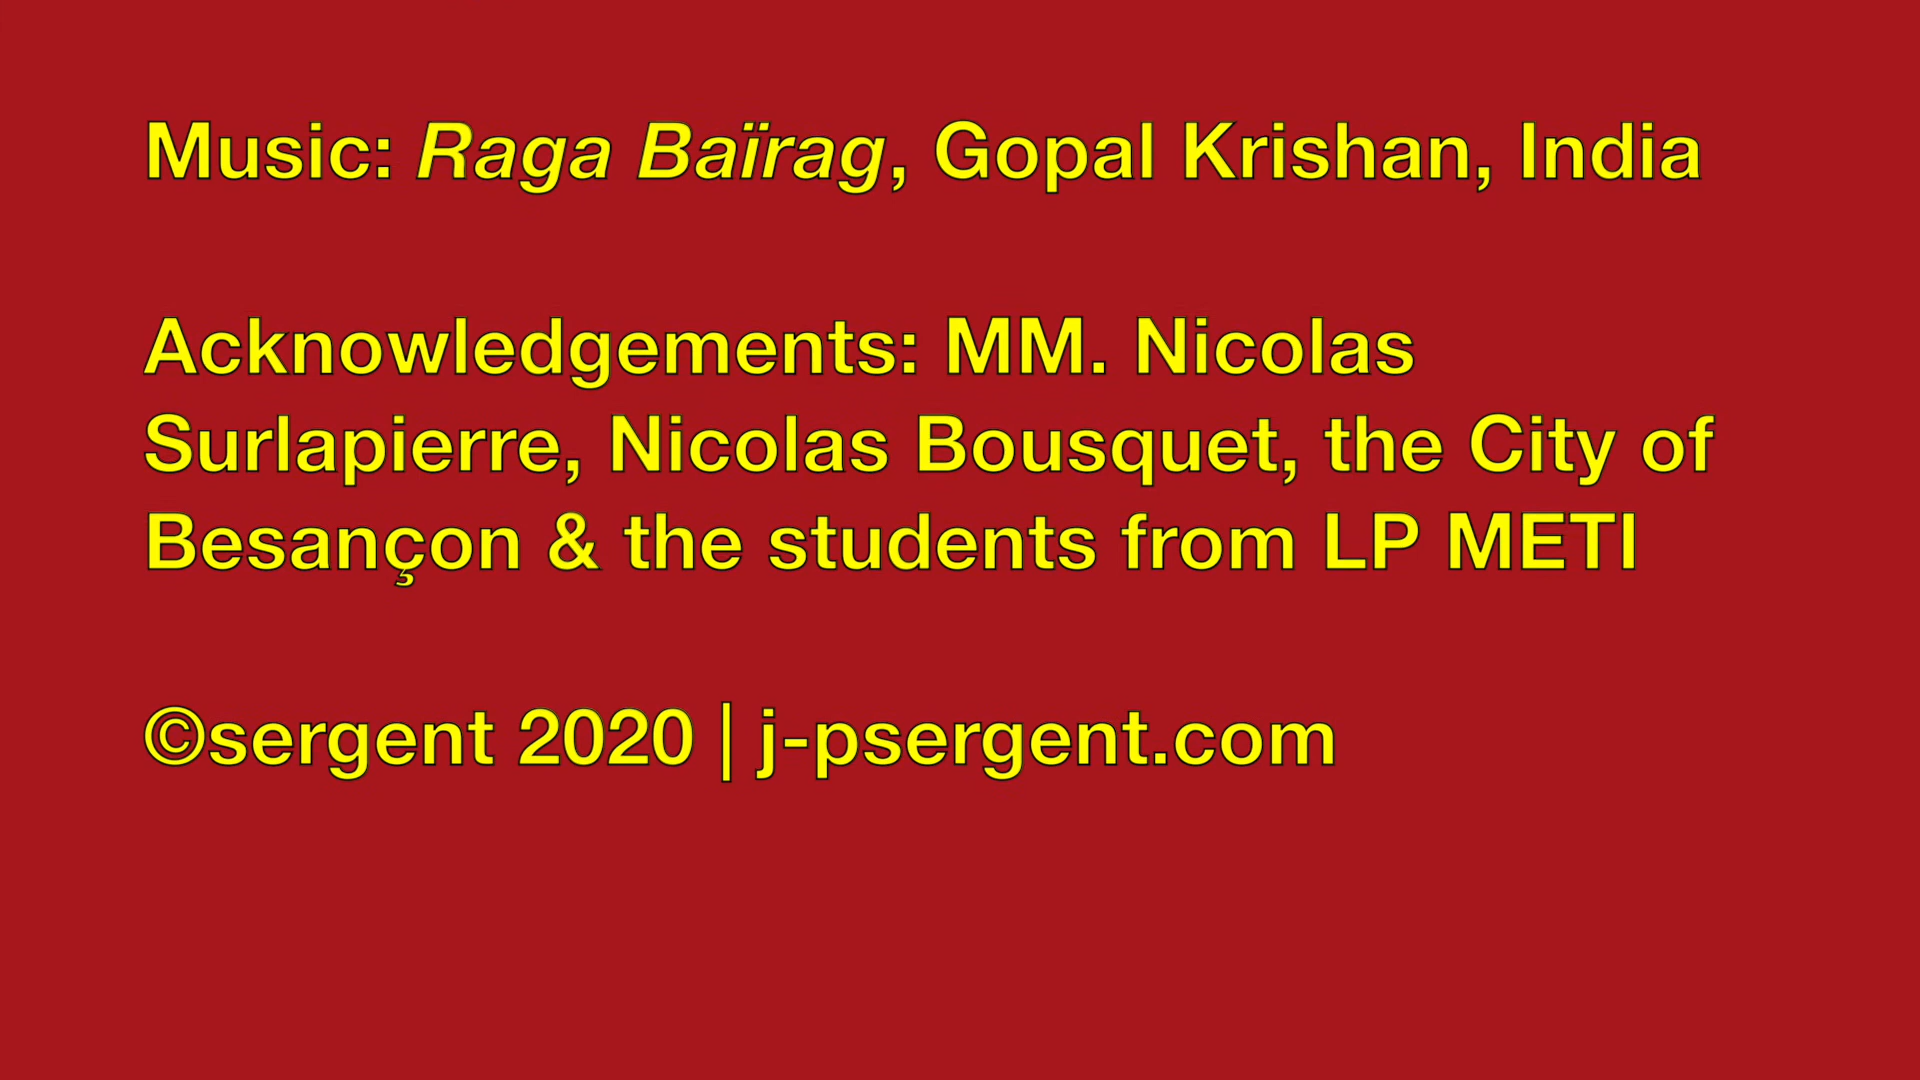 Music: Raga Baïrag, Gopal Krishan, India
Acknowledgements: MM. Nicolas
Surlapierre, Nicolas Bousquet, the City of
Besançon & the students from LP METI
©sergent 2020 | j-psergent.com